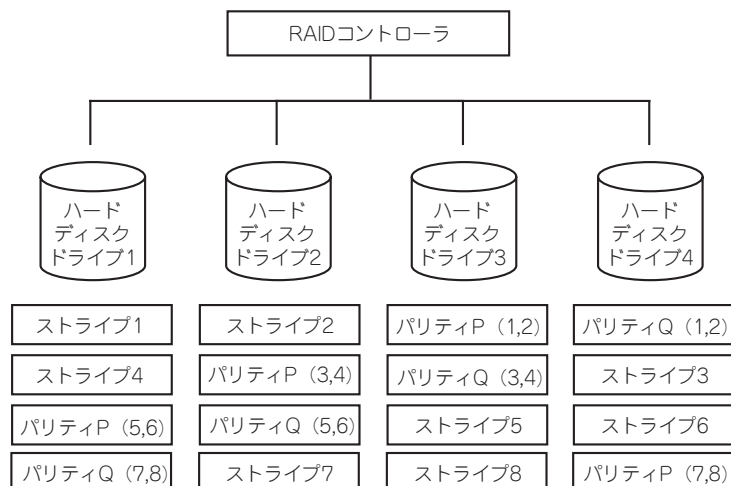 RAIDコントローラ
ハード
ディスク
ドライブ1
ハード
ディスク
ドライブ2
ハード
ディスク
ドライブ3
ハード
ディスク
ドライブ4
ストライプ1
ストライプ2
パリティP（1,2）
パリティQ（1,2）
ストライプ4
パリティP（3,4）
パリティQ（3,4）
ストライプ3
パリティP（5,6）
パリティQ（5,6）
ストライプ5
ストライプ6
パリティQ（7,8）
ストライプ7
ストライプ8
パリティP（7,8）